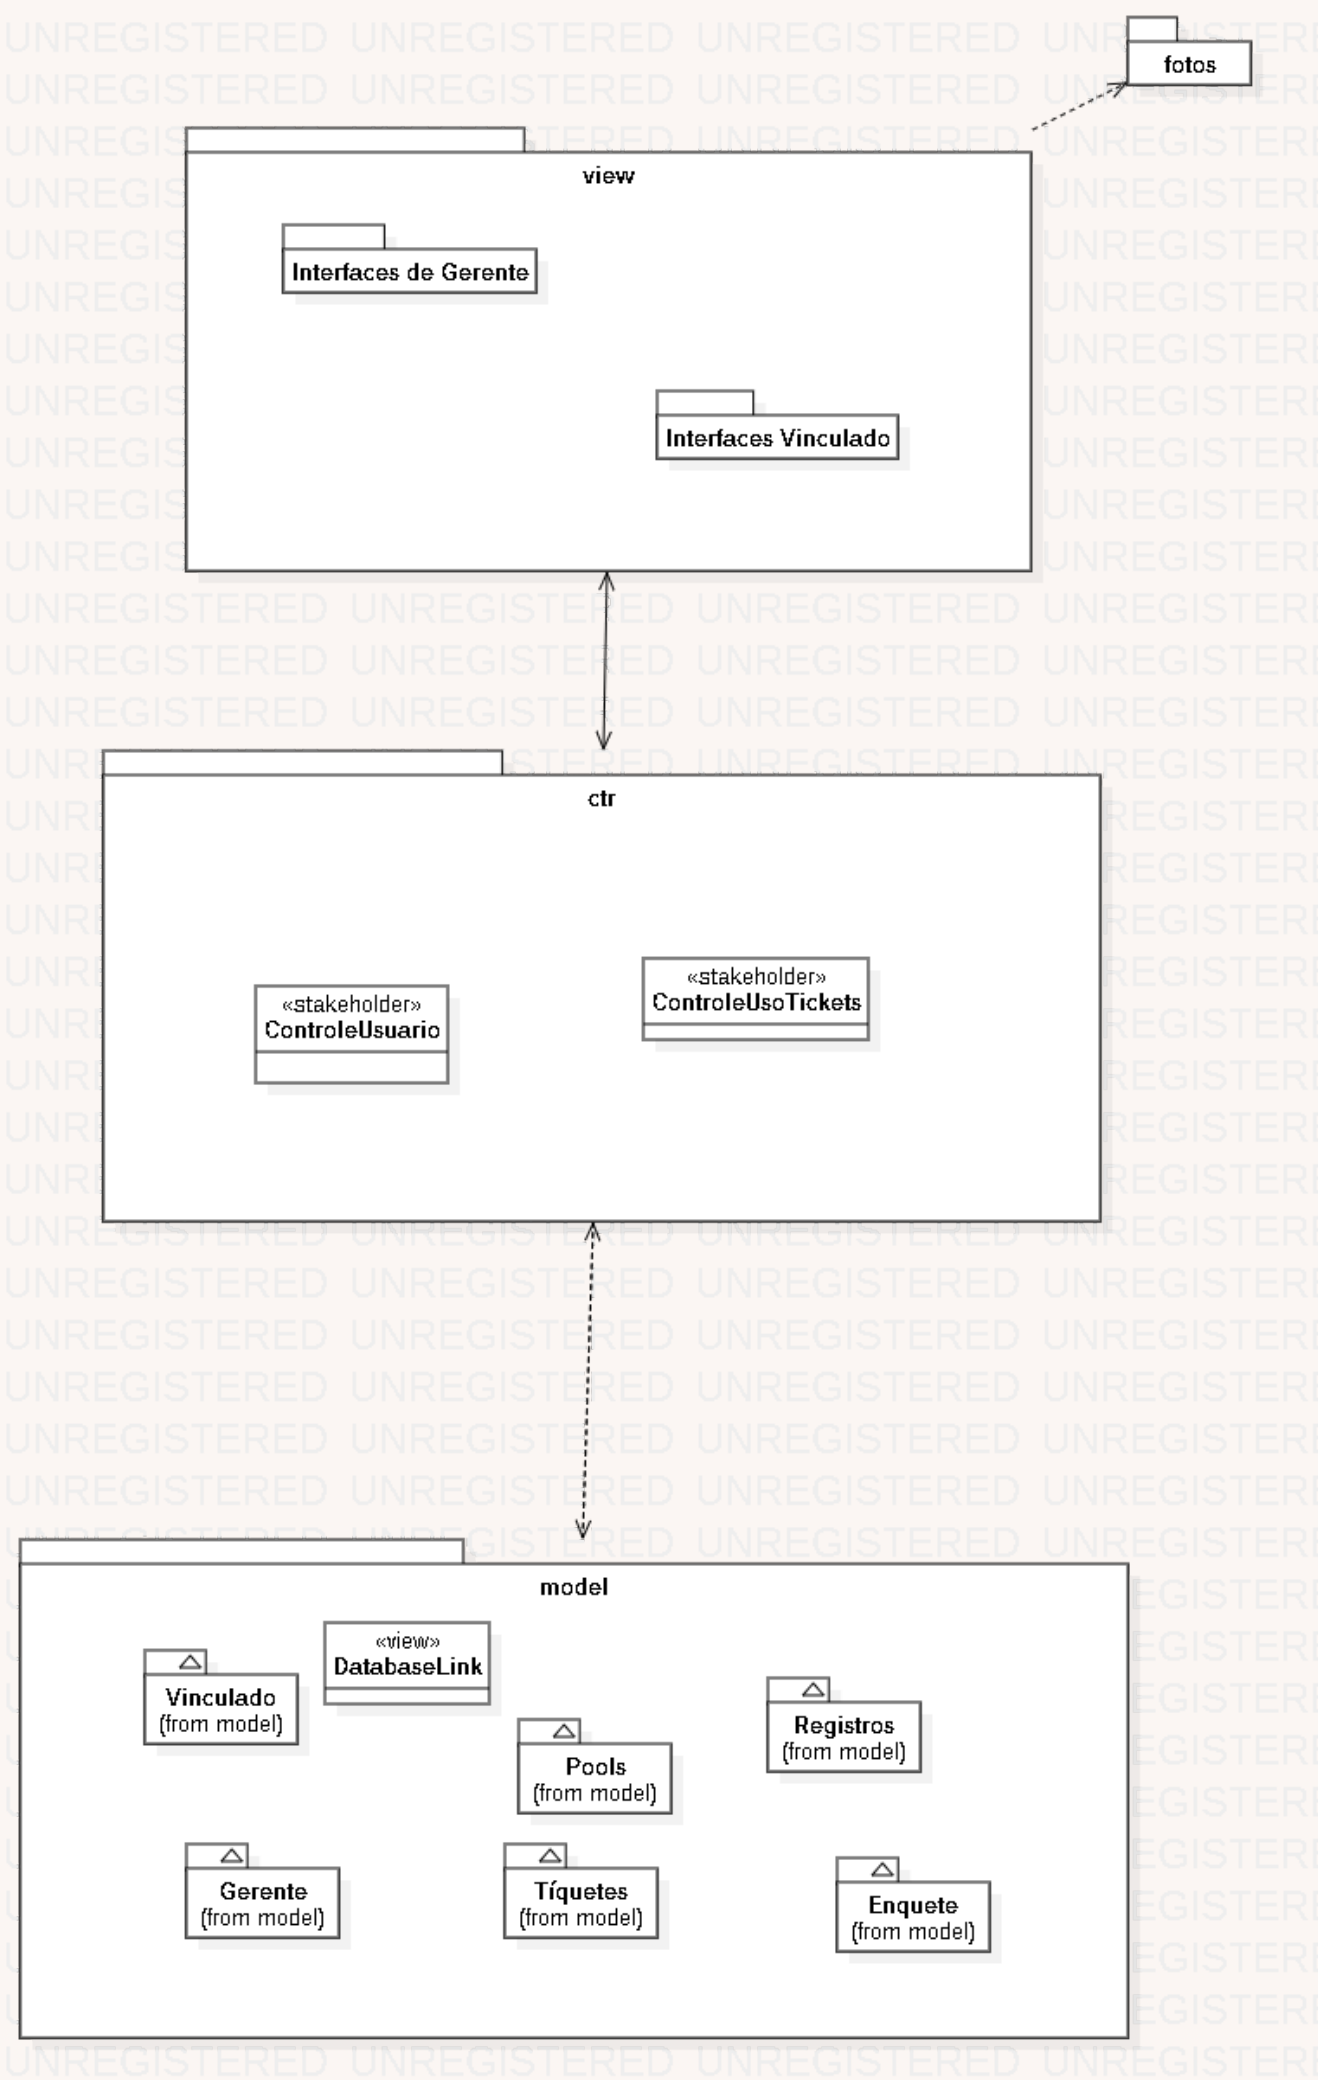 fotos
view
Interfaces de Gerente
Interfaces Vinculado
ctr
«stakeholder»
ControleUsuario
«stakeholder»
ControleUsoTickets
model
«view»
DatabaseLink
Vinculado
(from model)
Registros
(from model)
Pools
(from model)
Gerente
(from model)
Tíquetes
(from model)
Enquete
(from model)
UNREGISTERED